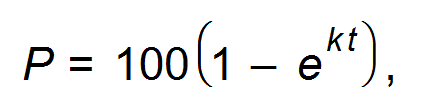 P = 100(1 – e^{kt}),